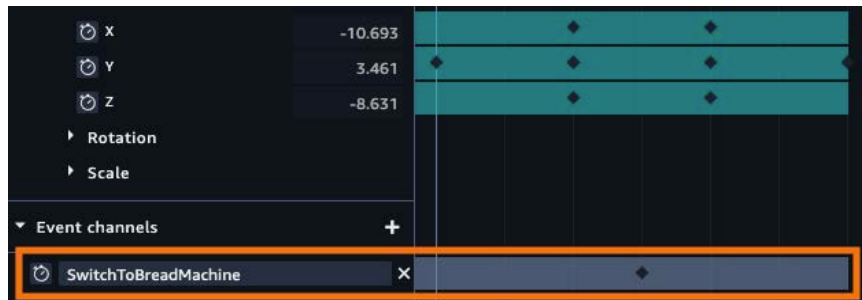 X -10.693
Y 3.461
Z -8.631
Rotation
Scale
Event channels +
SwitchToBreadMachine ×